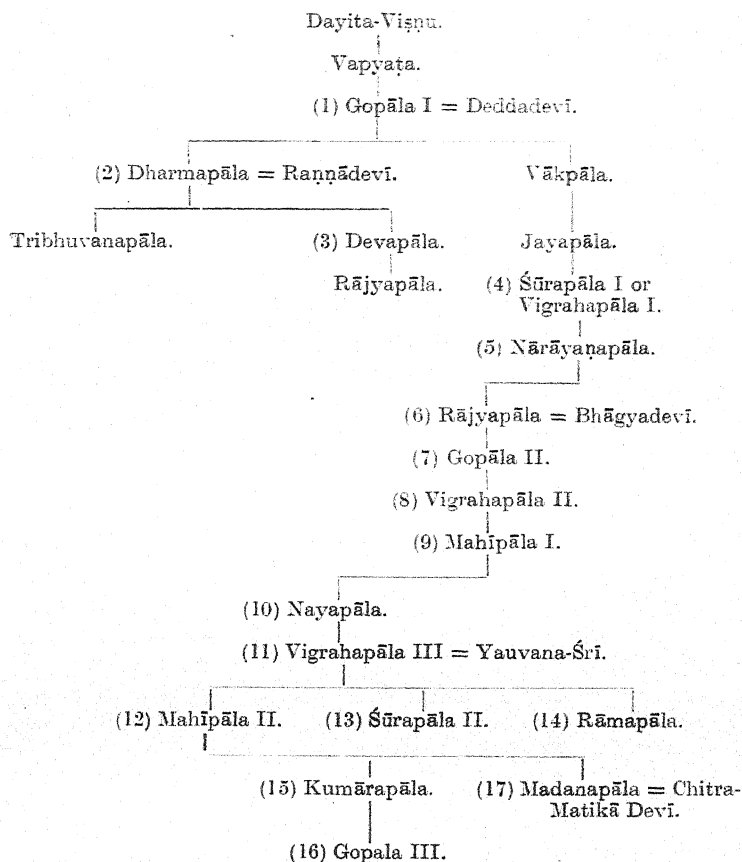 Dayita-Viṣṇu.
Vapyaṭa.
(1) Gopāla I = Deddadevī.
(2) Dharmapāla = Raṇṇādevī. Vākpāla.
Tribhuvanapāla. (3) Devapāla. Jayapāla.
Rājyapāla. (4) Śūrapāla I or
Vigrahapāla I.
(5) Nārāyaṇapāla.
(6) Rājyapāla = Bhāgyadevī.
(7) Gopāla II.
(8) Vigrahapāla II.
(9) Mahīpāla I.
(10) Nayapāla.
(11) Vigrahapāla III = Yauvana-Śrī.
(12) Mahīpāla II. (13) Śūrapāla II. (14) Rāmapāla.
(15) Kumārapāla. (17) Madanapāla = Chitra-
Matikā Devī.
(16) Gopala III.